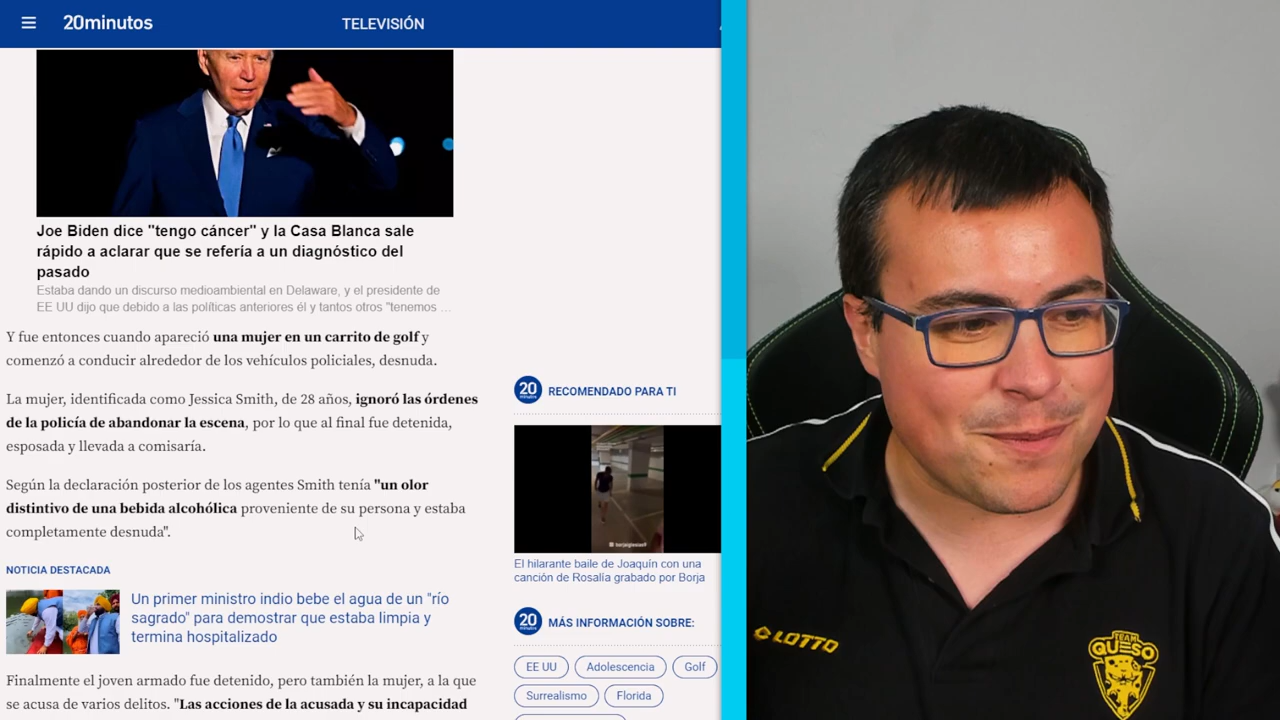 20minutos
TELEVISIÓN
Joe Biden dice "tengo cáncer" y la Casa Blanca sale
rápido a aclarar que se refería a un diagnóstico del
pasado
Estaba dando un discurso medioambiental en Delaware, y el presidente de
EE UU dijo que debido a las políticas anteriores él y tantos otros "tenemos ...
Y fue entonces cuando apareció una mujer en un carrito de golf y
comenzó a conducir alrededor de los vehículos policiales, desnuda.
La mujer, identificada como Jessica Smith, de 28 años, ignoró las órdenes
de la policía de abandonar la escena, por lo que al final fue detenida,
esposada y llevada a comisaría.
Según la declaración posterior de los agentes Smith tenía "un olor
distintivo de una bebida alcohólica proveniente de su persona y estaba
completamente desnuda".
NOTICIA DESTACADA
Un primer ministro indio bebe el agua de un "río
sagrado" para demostrar que estaba limpia y
termina hospitalizado
Finalmente el joven armado fue detenido, pero también la mujer, a la que
se acusa de varios delitos. "Las acciones de la acusada y su incapacidad
20
RECOMENDADO PARA TI
El hilarante baile de Joaquín con una
canción de Rosalía grabado por Borja
20
MÁS INFORMACIÓN SOBRE:
EE UU
Adolescencia
Golf
Surrealismo
Florida
LOTTO
TEAM
QUESO